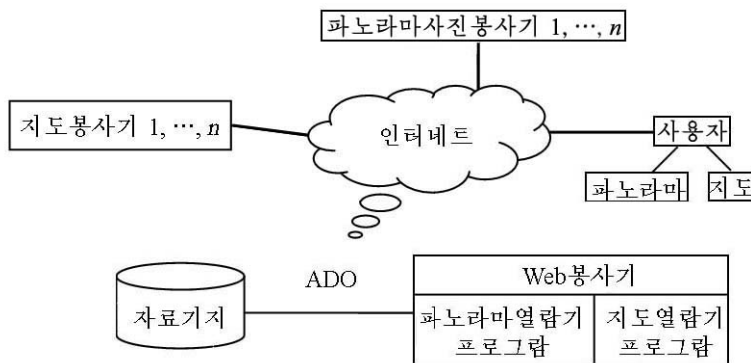 파노라마사진봉사기 1, ⋯, n
지도봉사기 1, ⋯, n
인터네트
사용자
파노라마
지도
ADO
Web봉사기
자료기지
파노라마열람기
프로그람
지도열람기
프로그람